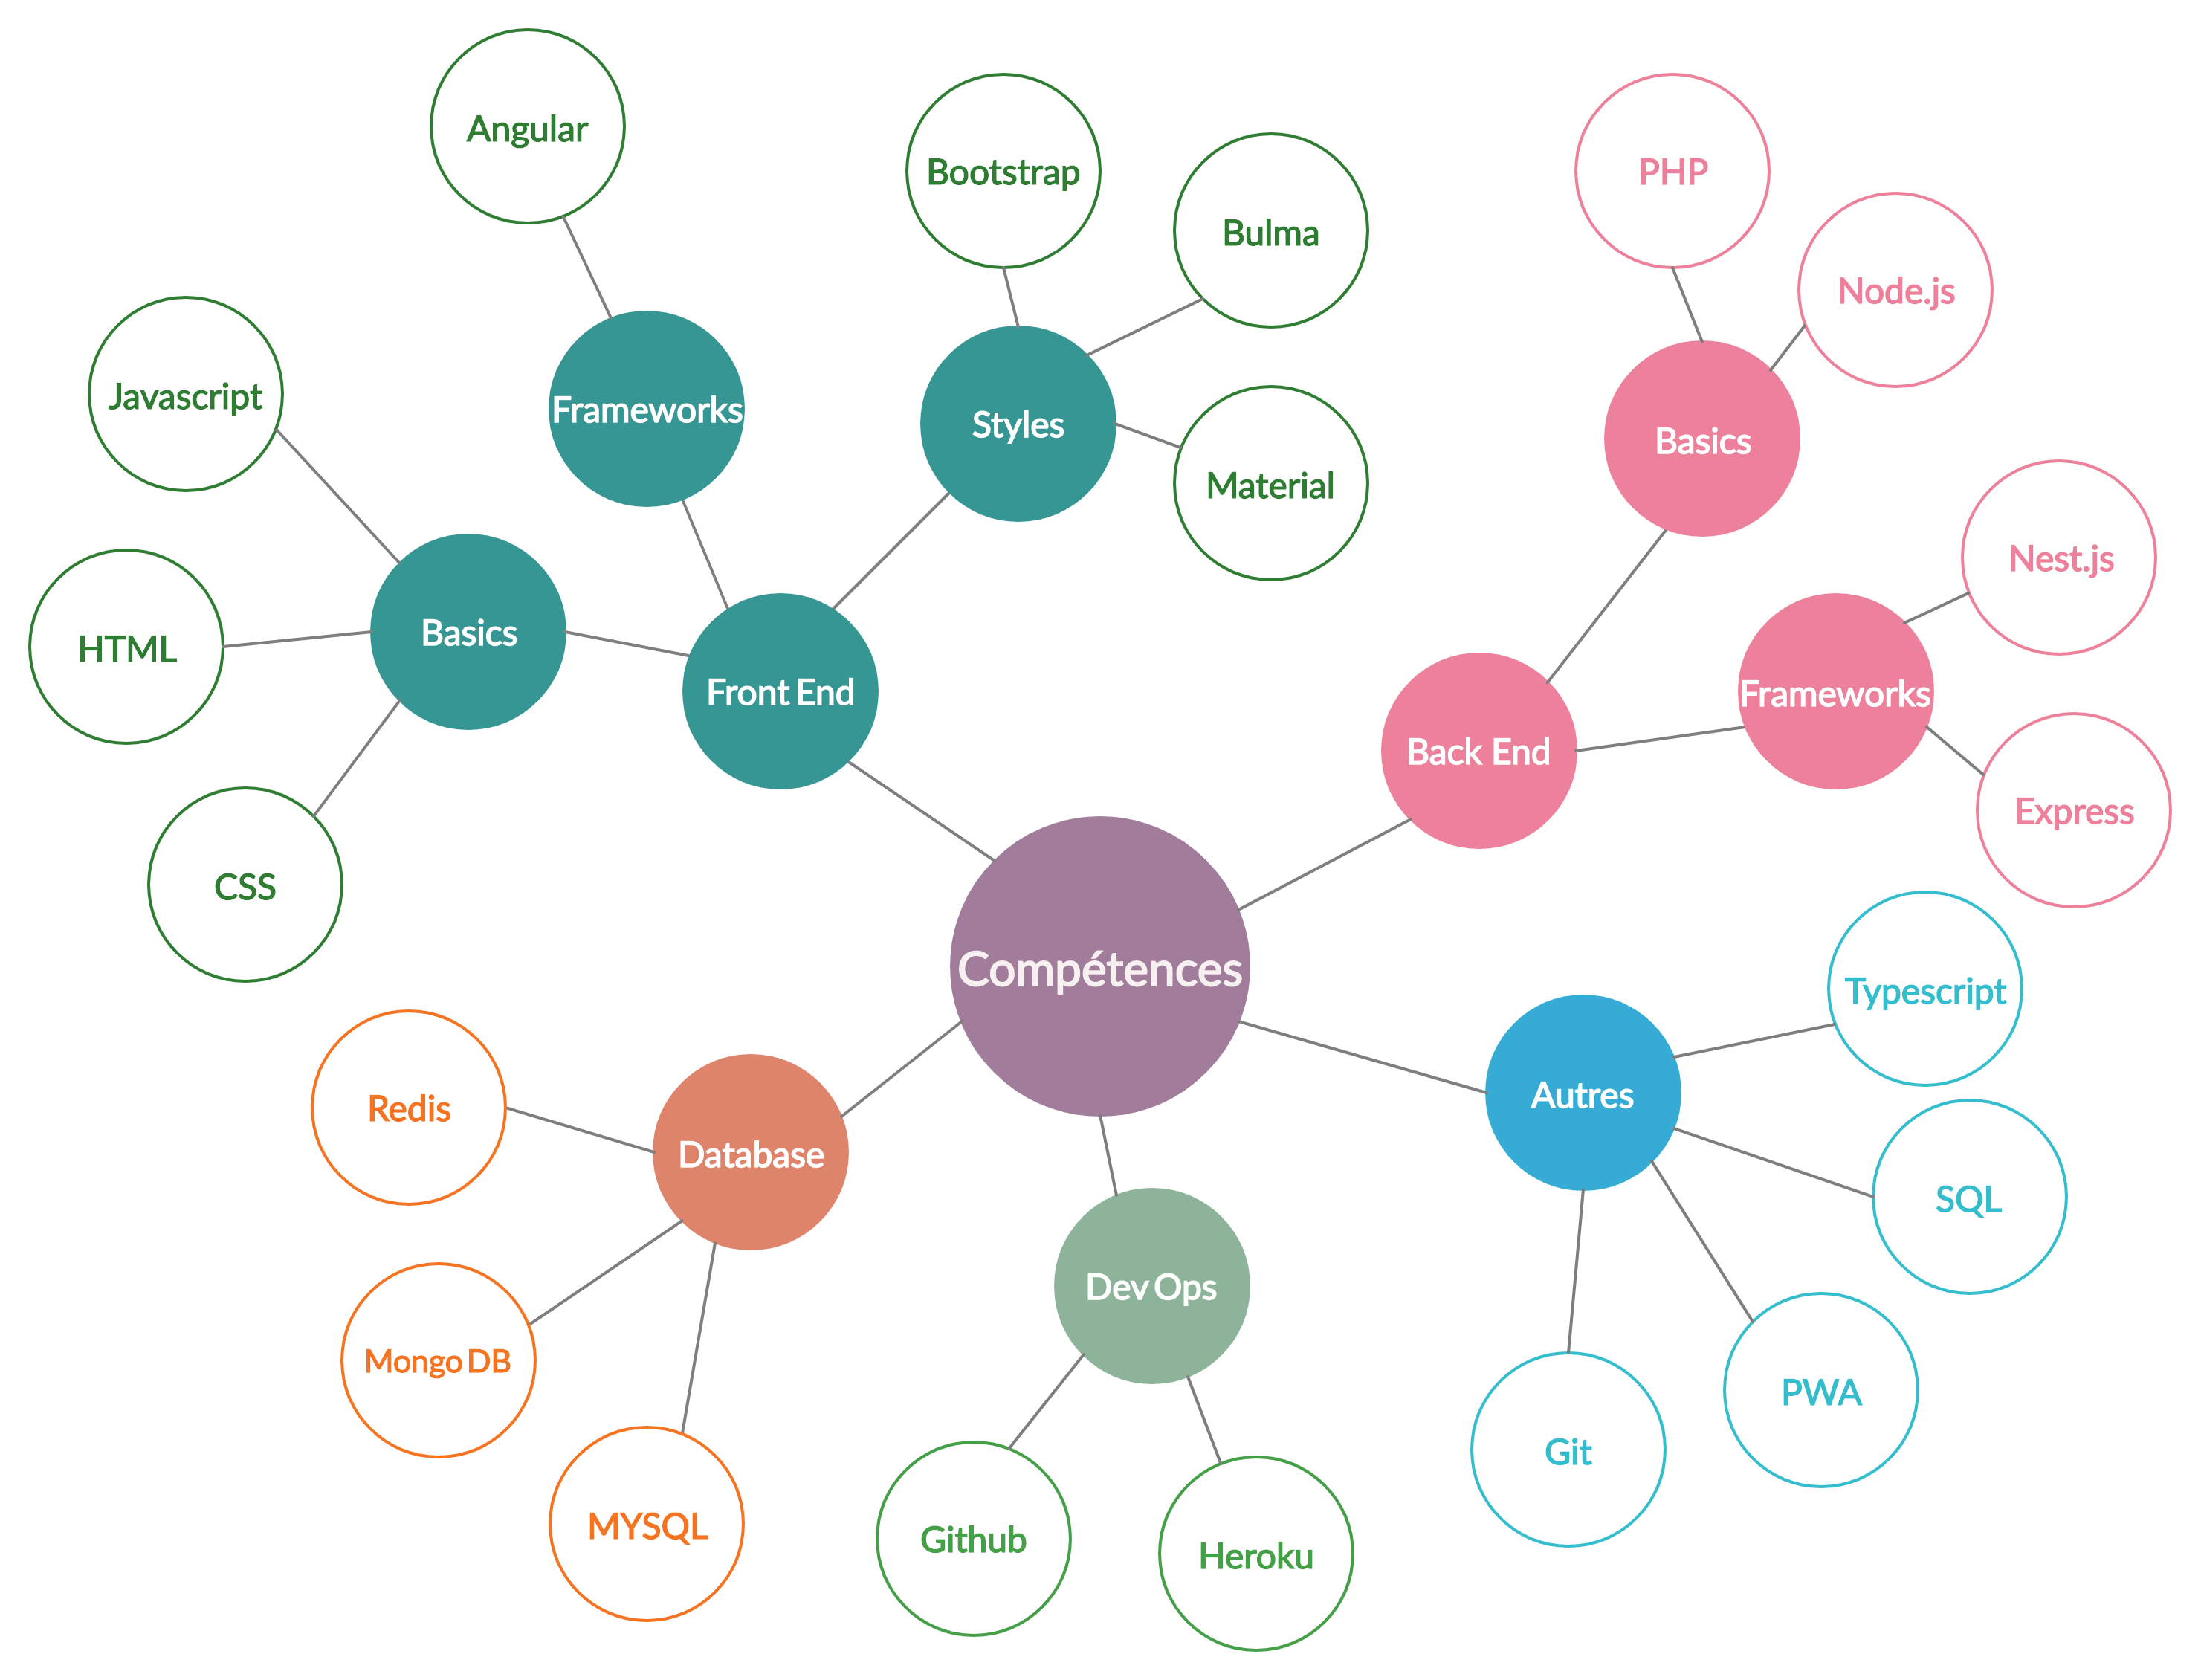 Angular
Bootstrap
Bulma
PHP
Node.js
Javascript
Frameworks
Styles
Material
Basics
Nest.js
HTML
Basics
Front End
Back End
Frameworks
Express
CSS
Compétences
Typescript
Redis
Database
Autres
SQL
Dev Ops
Mongo DB
PWA
Git
MYSQL
Github
Heroku